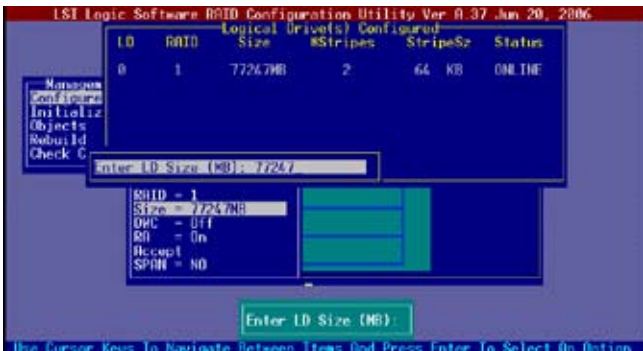 LSI Logic Software RAID Configuration Utility Ver A.37 Jun 20, 2006
Logical Drive(s) Configured
LD RAID Size #Stripes StripeSz Status
0 1 77247MB 2 64 KB ONLINE
Managem
Configure
Initializ
Objects
Rebuild
Check C
Enter LD Size (MB): 77247_
RAID = 1
Size = 77247MB
DWC = Off
RA = On
Accept
SPAN = NO
Enter LD Size (MB):
Use Cursor Keys To Navigate Between Items And Press Enter To Select An Option